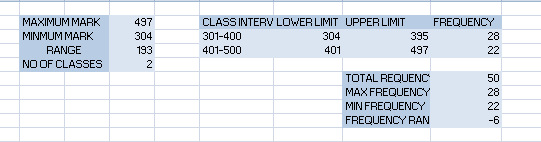 MAXIMUM MARK 497 CLASS INTERV LOWER LIMIT UPPER LIMIT FREQUENCY
MINMUM MARK 304 301-400 304 395 28
RANGE 193 401-500 401 497 22
NO OF CLASSES 2
TOTAL REQUENC 50
MAX FREQUENCY 28
MIN FREQUENCY 22
FREQUENCY RAN -6